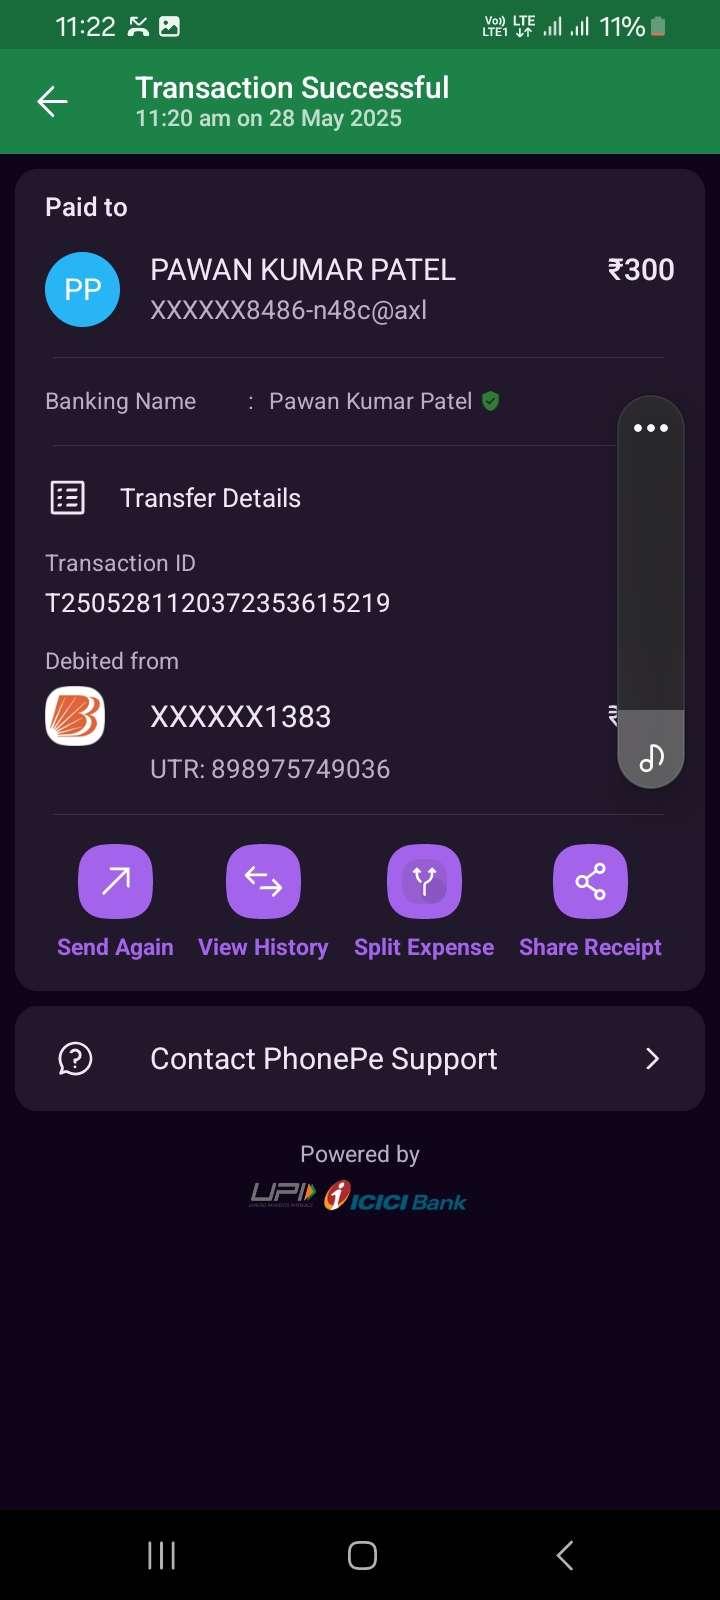 11:22 Vo) LTE1 LTE 11%
Transaction Successful
11:20 am on 28 May 2025
Paid to
PP PAWAN KUMAR PATEL ₹300
XXXXXX8486-n48c@axl
Banking Name : Pawan Kumar Patel
Transfer Details
Transaction ID
T2505281120372353615219
Debited from
XXXXXX1383
UTR: 898975749036
Send Again View History Split Expense Share Receipt
Contact PhonePe Support
Powered by
UPI ICICI Bank